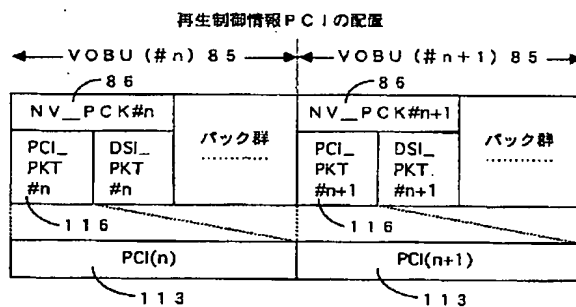 再生制御情報PCIの配置
VOBU(#n)85
VOBU(#n+1)85
86
86
NV_PCK#n
パック群
NV_PCK#n+1
パック群
PCI_
PKT
#n
DSI_
PKT
#n
............
PCI_
PKT
#n+1
DSI_
PKT.
#n+1
............
116
116
PCI(n)
PCI(n+1)
113
113